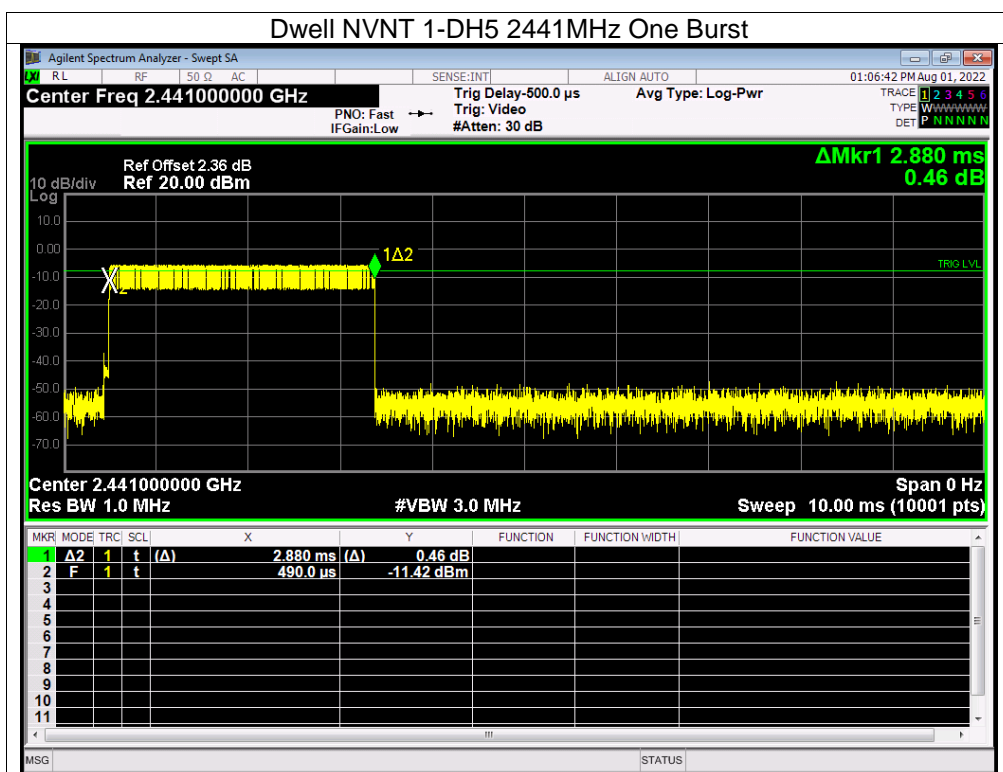 Dwell NVNT 1-DH5 2441MHz One Burst
Agilent Spectrum Analyzer - Swept SA
LXI RL RF 50 Ω AC SENSE:INT ALIGN AUTO 01:06:42 PM Aug 01, 2022
Center Freq 2.441000000 GHz Trig Delay-500.0 µs Avg Type: Log-Pwr TRACE 1 2 3 4 5 6
PNO: Fast Trig: Video TYPE WWWWWW
IFGain:Low #Atten: 30 dB DET P N N N N N
ΔMkr1 2.880 ms
0.46 dB
Ref Offset 2.36 dB
10 dB/div Ref 20.00 dBm
Log
10.0
0.00
1Δ2
TRIG LVL
-10.0
2
-20.0
-30.0
-40.0
-50.0
-60.0
-70.0
Center 2.441000000 GHz Span 0 Hz
Res BW 1.0 MHz #VBW 3.0 MHz Sweep 10.00 ms (10001 pts)
MKR MODE TRC SCL X Y FUNCTION FUNCTION WIDTH FUNCTION VALUE
1 Δ2 1 t (Δ) 2.880 ms (Δ) 0.46 dB
2 F 1 t 490.0 µs -11.42 dBm
3
4
5
6
7
8
9
10
11
MSG STATUS